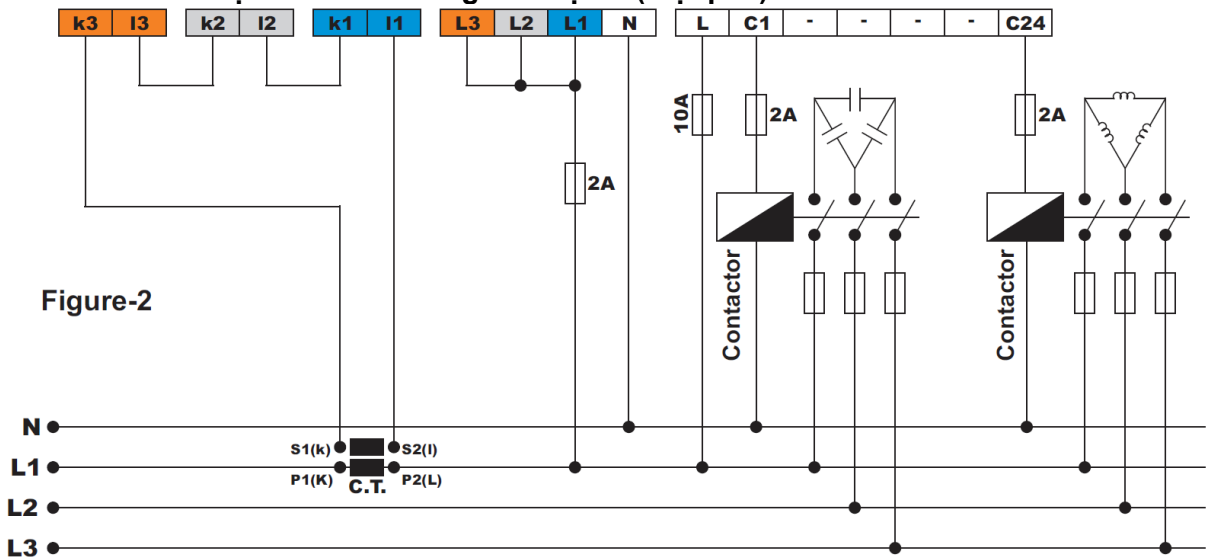 k3 l3 k2 l2 k1 l1 L3 L2 L1 N L C1 - - - - C24
10A 2A 2A
2A
Contactor Contactor
Figure-2
N
S1(k) S2(l)
L1
P1(K) C.T. P2(L)
L2
L3